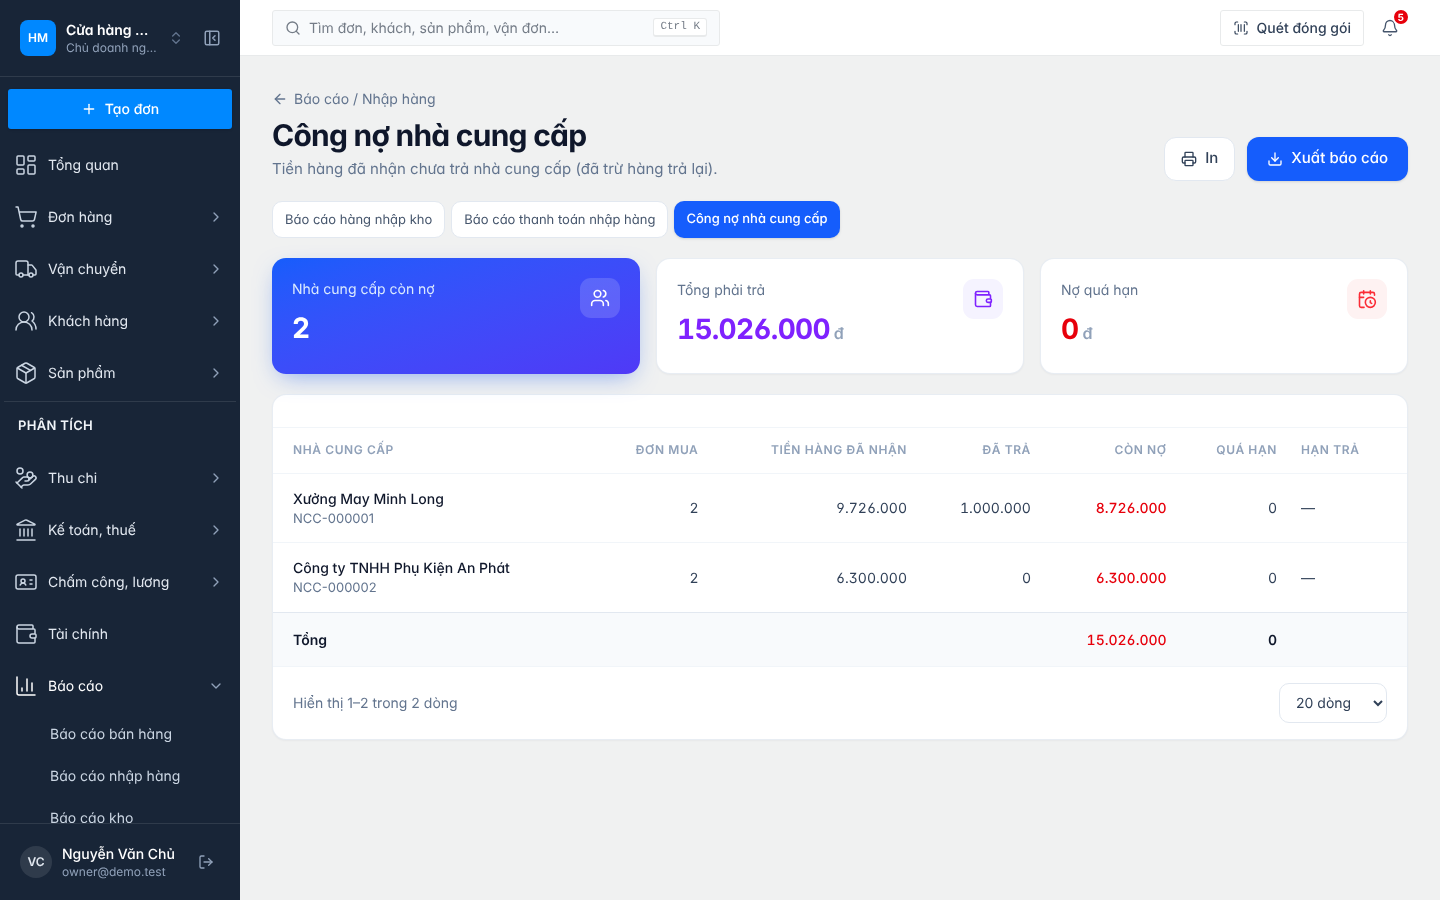 HM
Cửa hàng ...
Chủ doanh ng...
Tìm đơn, khách, sản phẩm, vận đơn...
Ctrl K
Quét đóng gói
5
Tạo đơn
Tổng quan
Đơn hàng
Vận chuyển
Khách hàng
Sản phẩm
PHÂN TÍCH
Thu chi
Kế toán, thuế
Chấm công, lương
Tài chính
Báo cáo
Báo cáo bán hàng
Báo cáo nhập hàng
Báo cáo kho
VC
Nguyễn Văn Chủ
owner@demo.test
Báo cáo / Nhập hàng
Công nợ nhà cung cấp
Tiền hàng đã nhận chưa trả nhà cung cấp (đã trừ hàng trả lại).
In
Xuất báo cáo
Báo cáo hàng nhập kho
Báo cáo thanh toán nhập hàng
Công nợ nhà cung cấp
Nhà cung cấp còn nợ
2
Tổng phải trả
15.026.000 đ
Nợ quá hạn
0 đ
NHÀ CUNG CẤP ĐƠN MUA TIỀN HÀNG ĐÃ NHẬN ĐÃ TRẢ CÒN NỢ QUÁ HẠN HẠN TRẢ
Xưởng May Minh Long
NCC-000001
2 9.726.000 1.000.000 8.726.000 0 —
Công ty TNHH Phụ Kiện An Phát
NCC-000002
2 6.300.000 0 6.300.000 0 —
Tổng 15.026.000 0
Hiển thị 1–2 trong 2 dòng
20 dòng